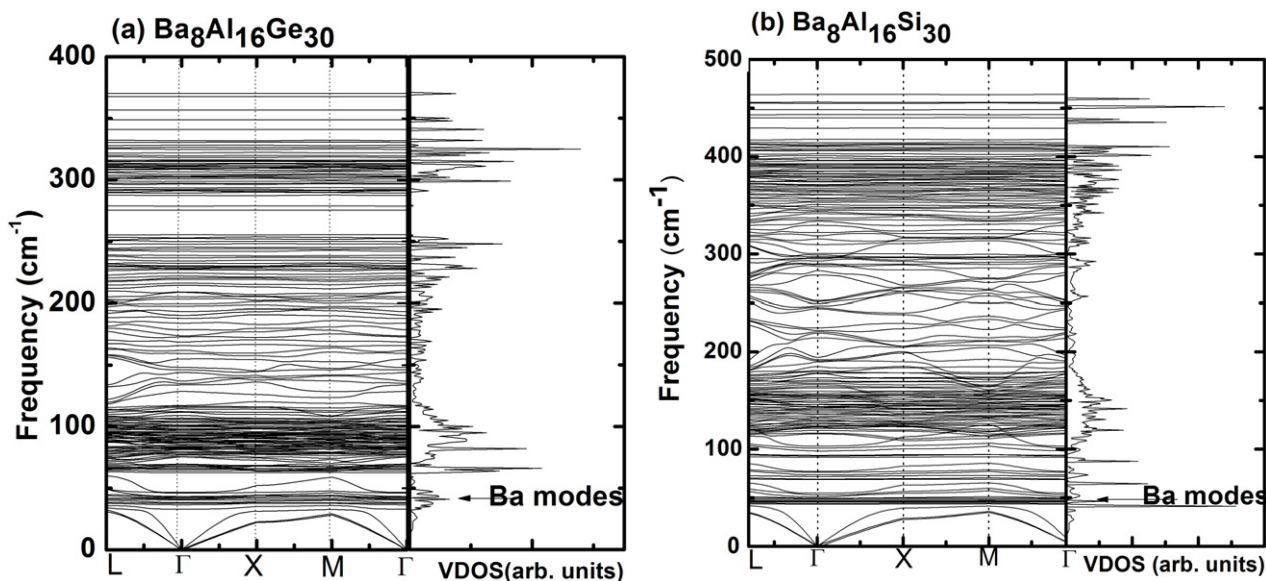 (a) Ba8Al16Ge30
400
300
200
100
0
Frequency (cm-1)
L Γ X M Γ
VDOS(arb. units)
Ba modes
(b) Ba8Al16Si30
500
400
300
200
100
0
Frequency (cm-1)
L Γ X M Γ
VDOS (arb. units)
Ba modes